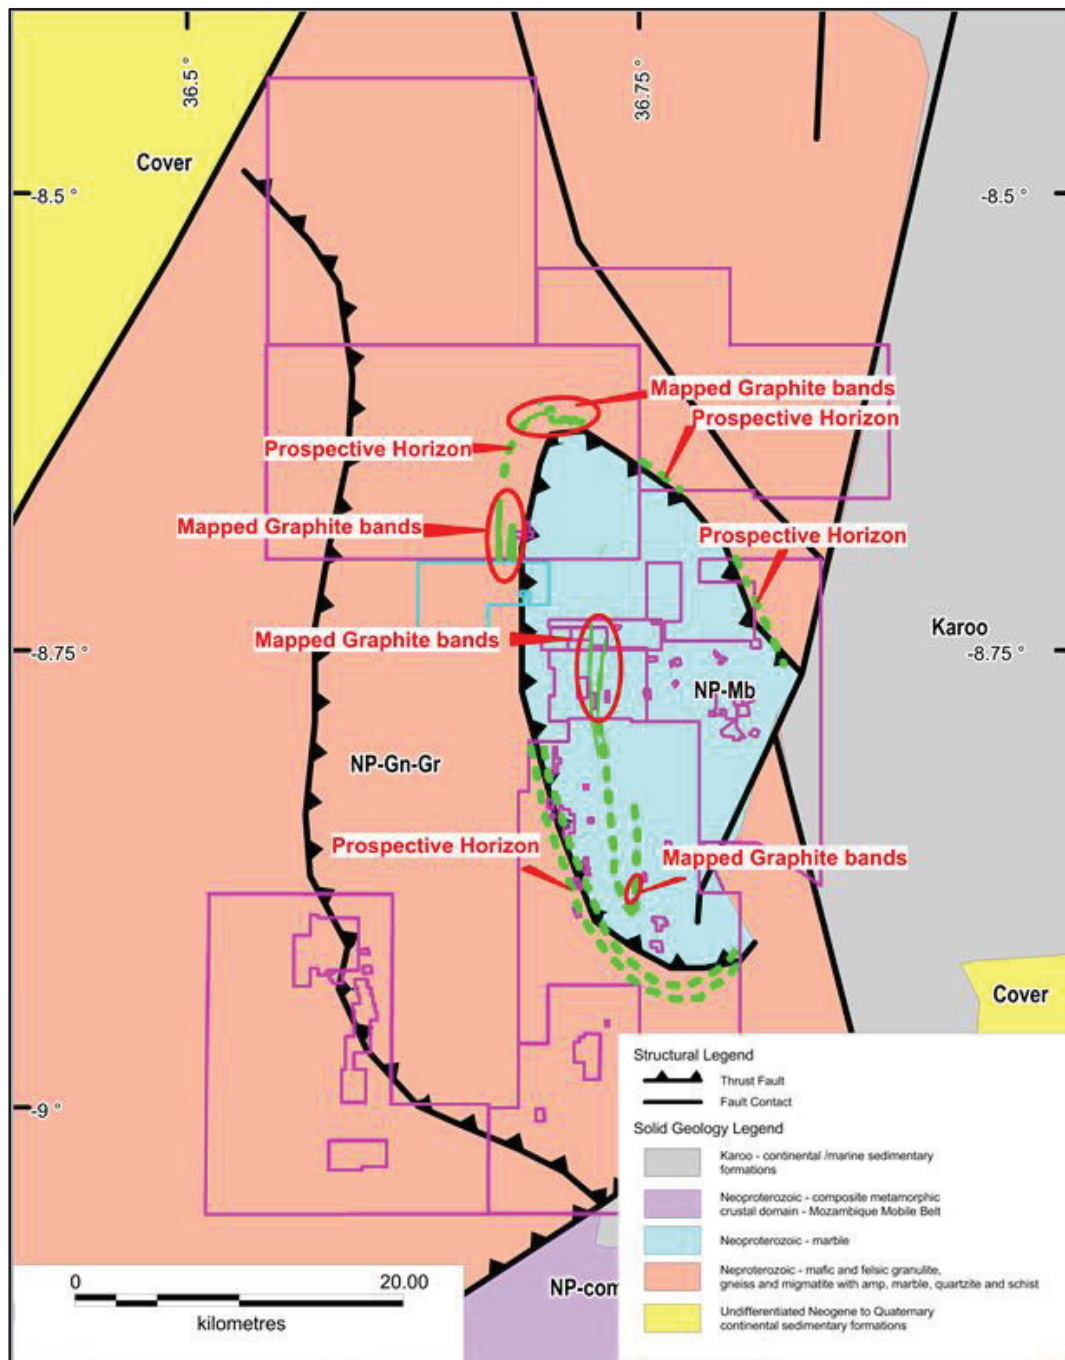 36.5 °
36.75 °
Cover
-8.5 °
-8.5 °
Mapped Graphite bands
Prospective Horizon
Prospective Horizon
Mapped Graphite bands
Prospective Horizon
Karoo
Mapped Graphite bands
-8.75 °
-8.75 °
NP-Mb
NP-Gn-Gr
Prospective Horizon
Mapped Graphite bands
Cover
-9 °
NP-com
Structural Legend
Thrust Fault
Fault Contact
Solid Geology Legend
Karoo - continental /marine sedimentary
formations
Neoproterozoic - composite metamorphic
crustal domain - Mozambique Mobile Belt
Neoproterozoic - marble
Neproterozoic - mafic and felsic granulite,
gneiss and migmatite with amp, marble, quartzite and schist
Undifferentiated Neogene to Quaternary
continental sedimentary formations
0 20.00
kilometres